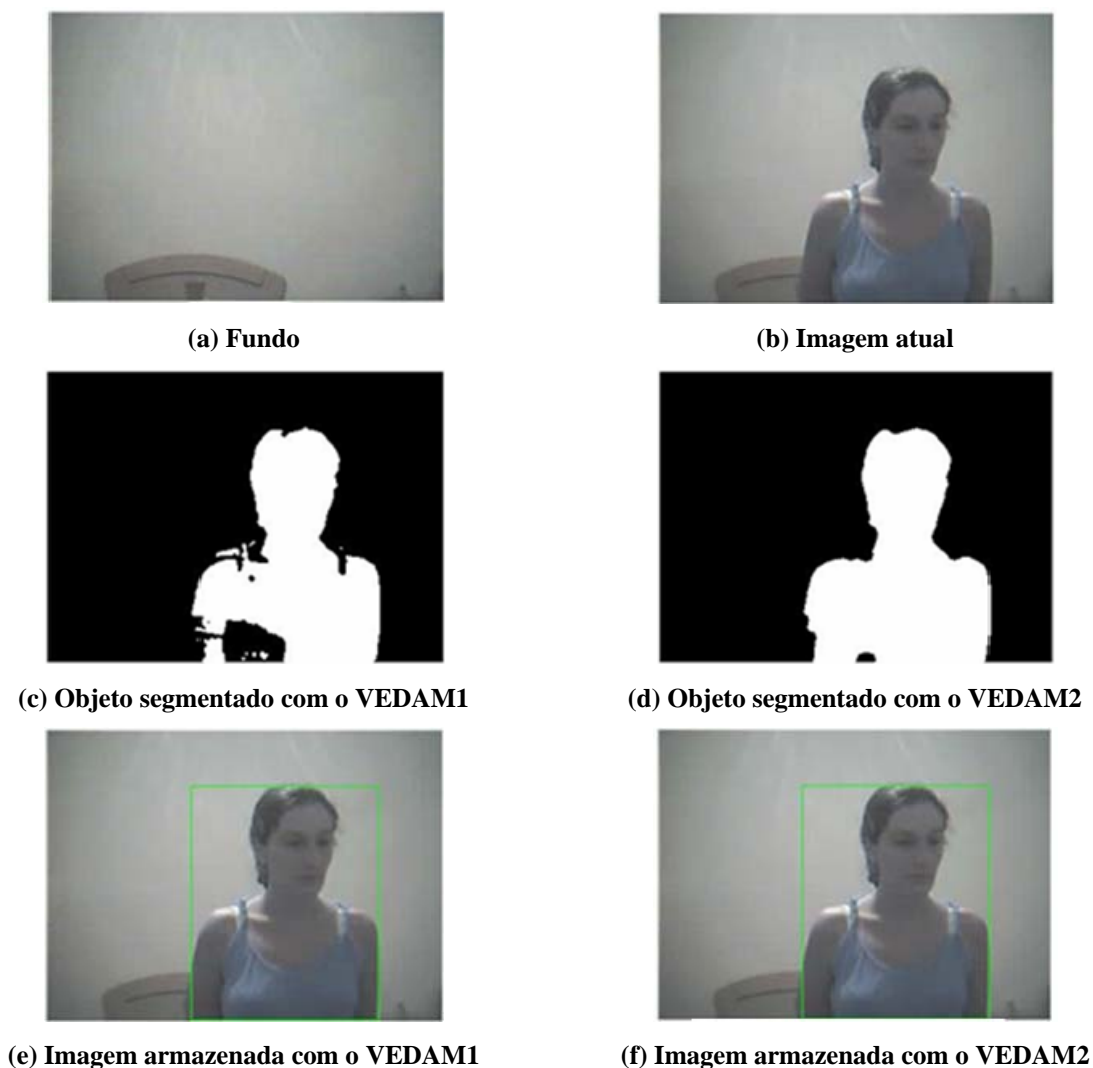 (a) Fundo
(b) Imagem atual
(c) Objeto segmentado com o VEDAM1
(d) Objeto segmentado com o VEDAM2
(e) Imagem armazenada com o VEDAM1
(f) Imagem armazenada com o VEDAM2